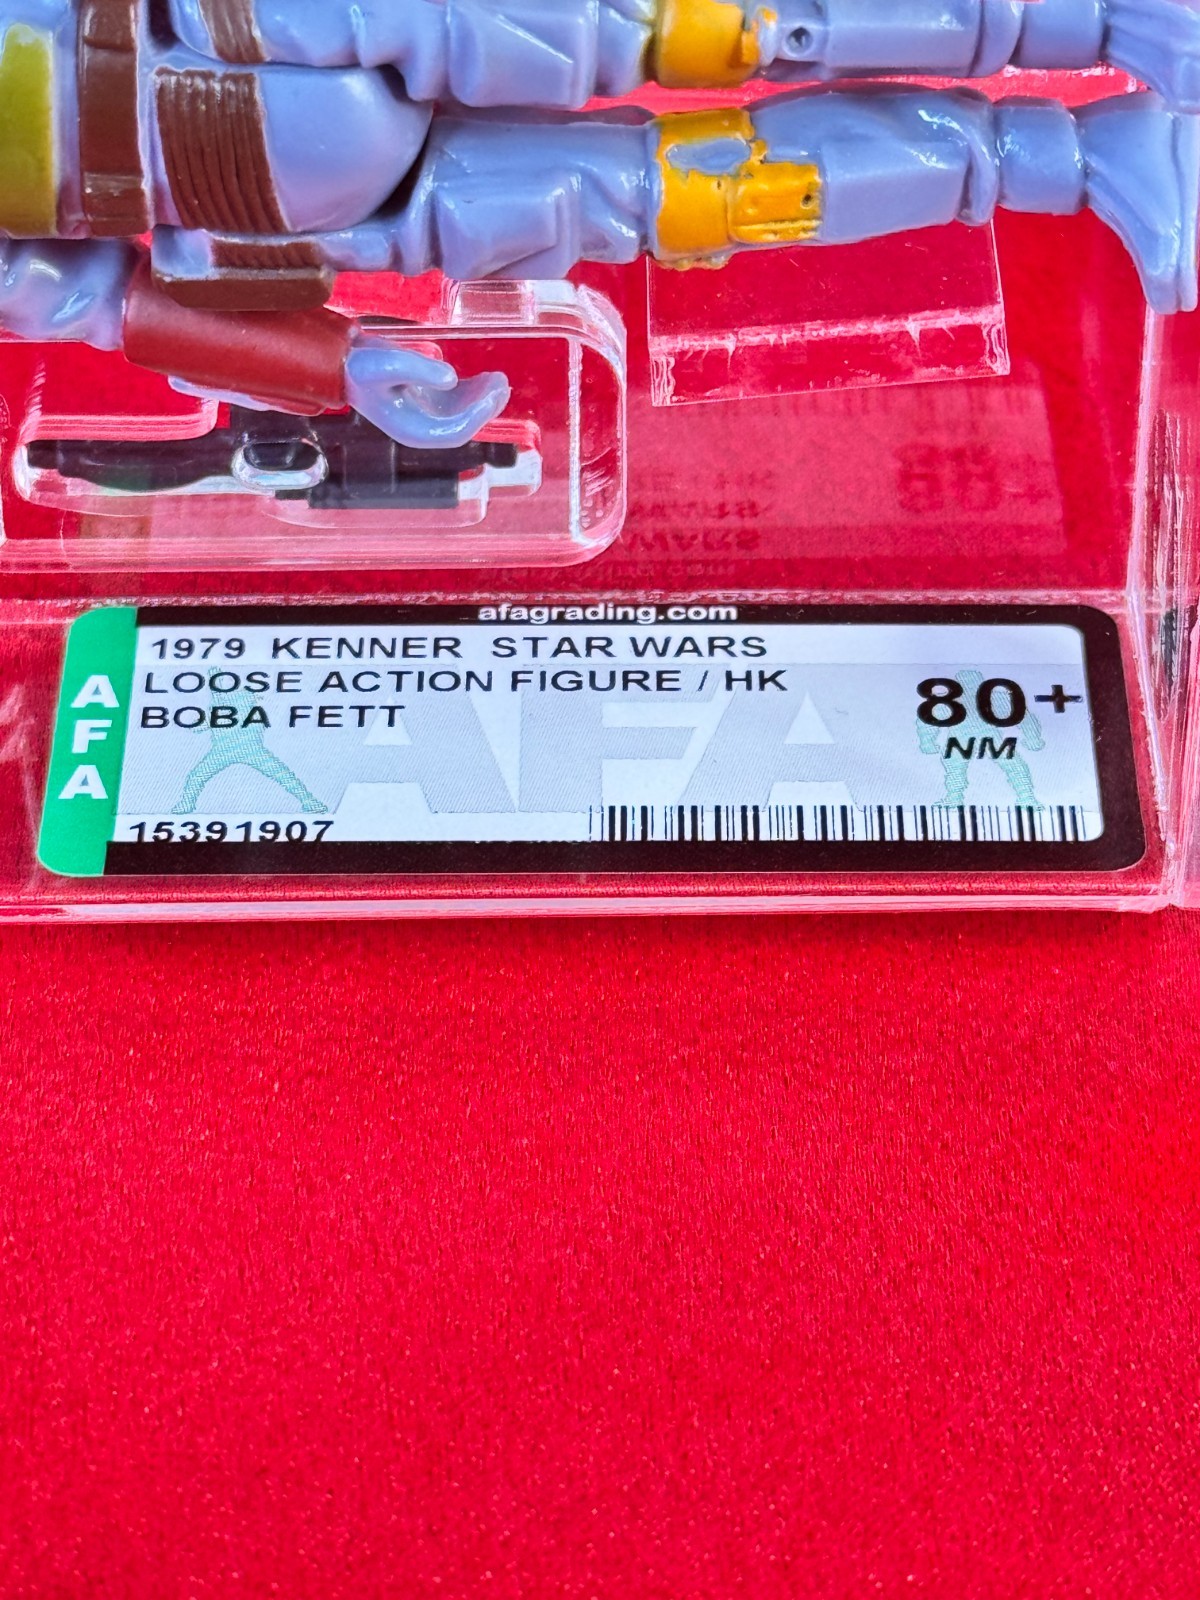 afagrading.com
AFA
1979 KENNER STAR WARS
LOOSE ACTION FIGURE / HK
BOBA FETT
80+
NM
AFA
15391907